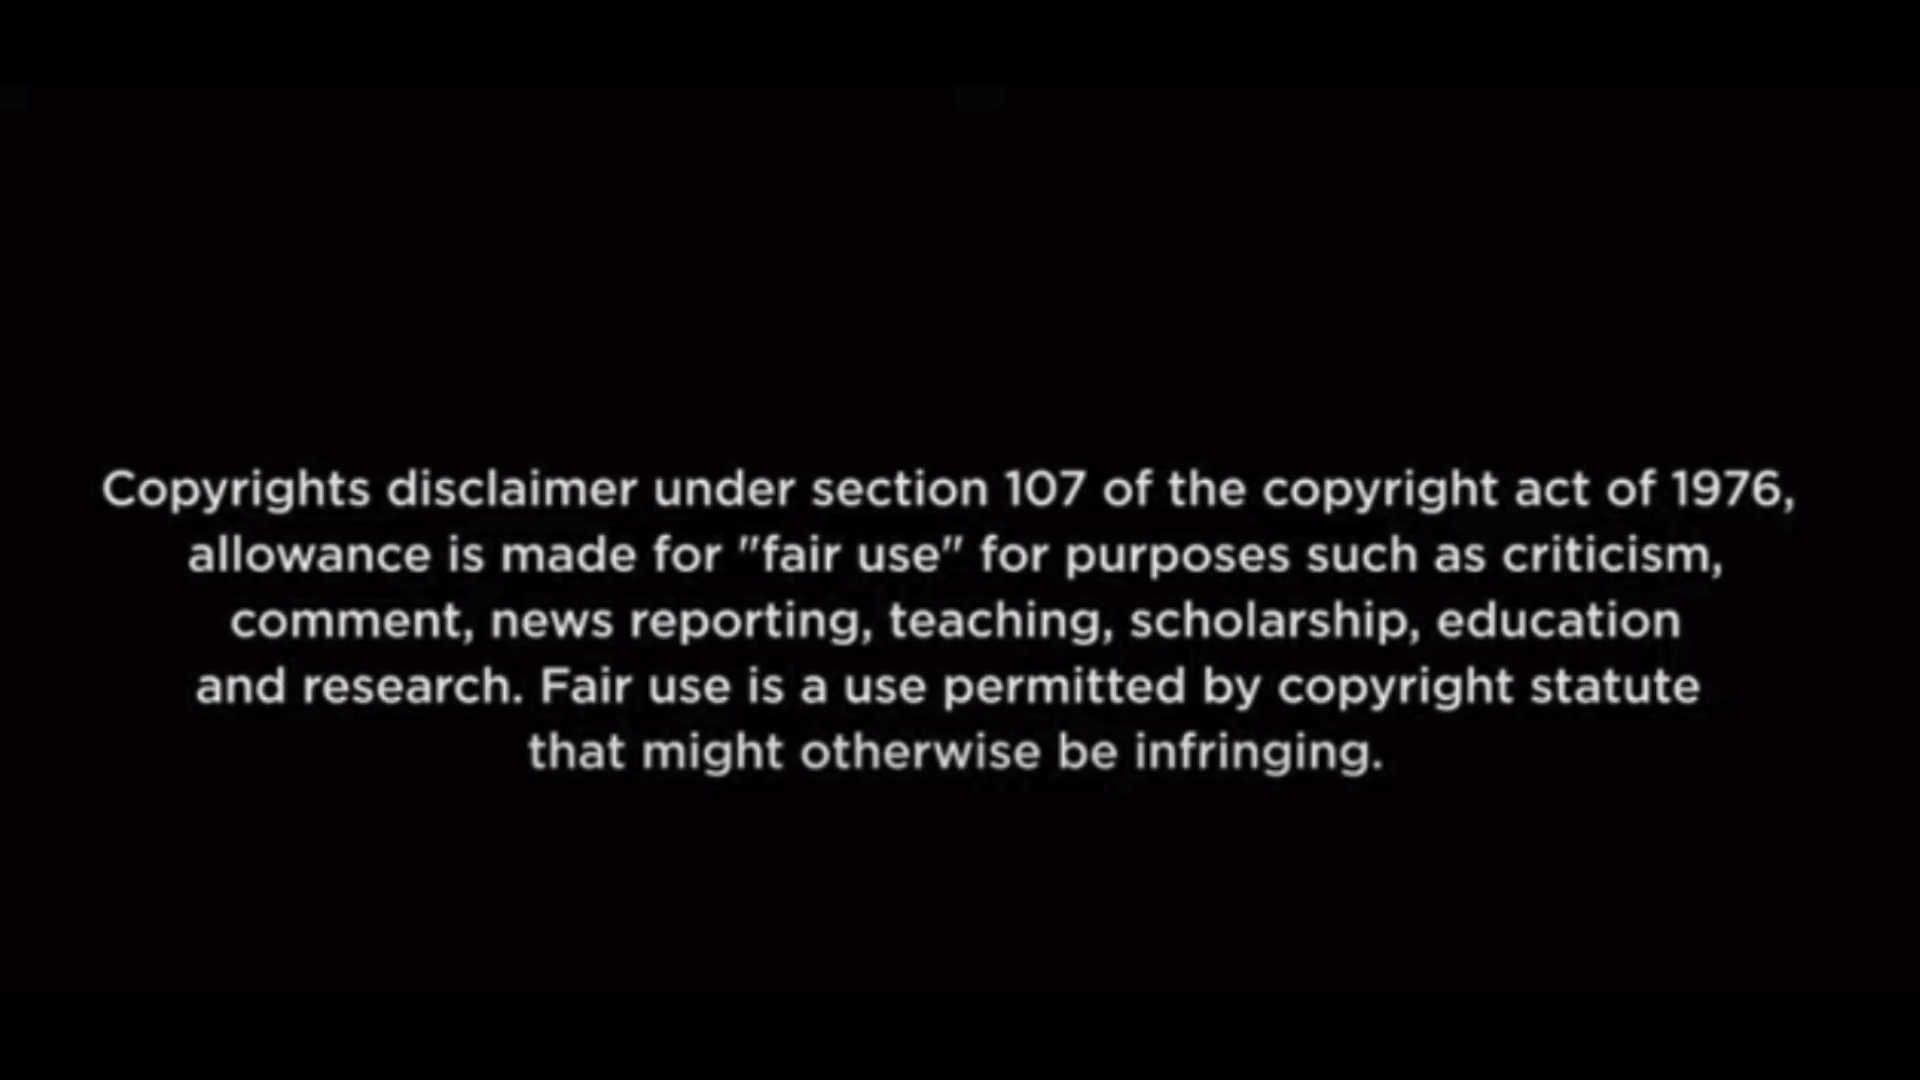 Copyrights disclaimer under section 107 of the copyright act of 1976,
allowance is made for "fair use" for purposes such as criticism,
comment, news reporting, teaching, scholarship, education
and research. Fair use is a use permitted by copyright statute
that might otherwise be infringing.